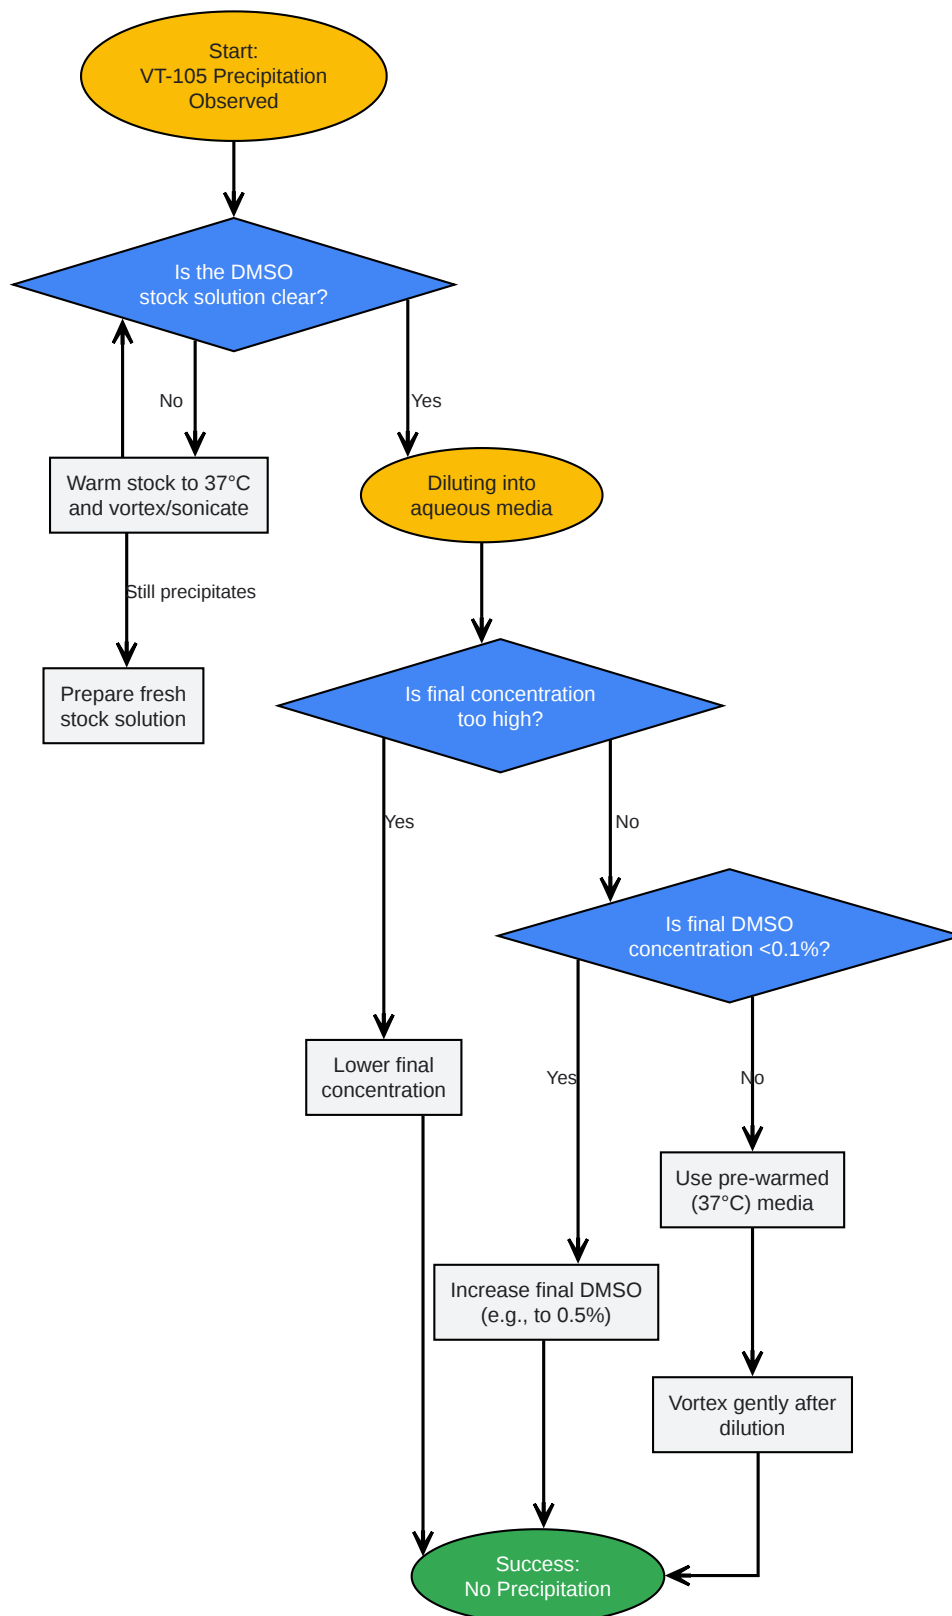 Start:
VT-105 Precipitation
Observed
Is the DMSO
stock solution clear?
No
Yes
Warm stock to 37°C
and vortex/sonicate
Diluting into
aqueous media
Still precipitates
Prepare fresh
stock solution
Is final concentration
too high?
Yes
No
Is final DMSO
concentration <0.1%?
Lower final
concentration
Yes
No
Use pre-warmed
(37°C) media
Increase final DMSO
(e.g., to 0.5%)
Vortex gently after
dilution
Success:
No Precipitation